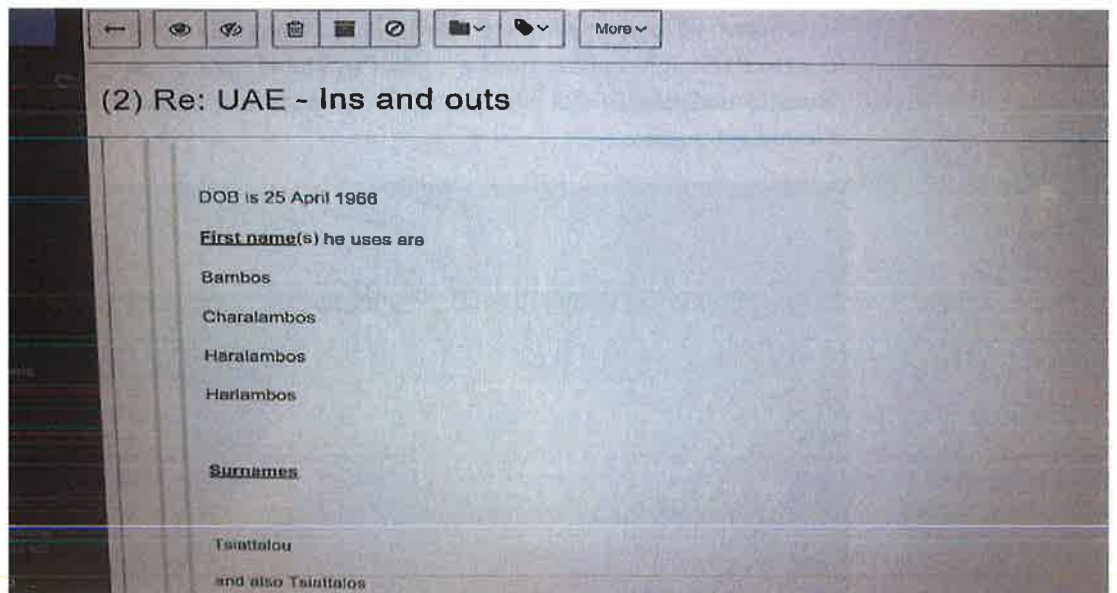 More
(2) Re: UAE - Ins and outs
DOB is 25 April 1966
First name(s) he uses are
Bambos
Charalambos
Haralambos
Harlambos
Surnames
Tsiattalou
and also Tsiattalos